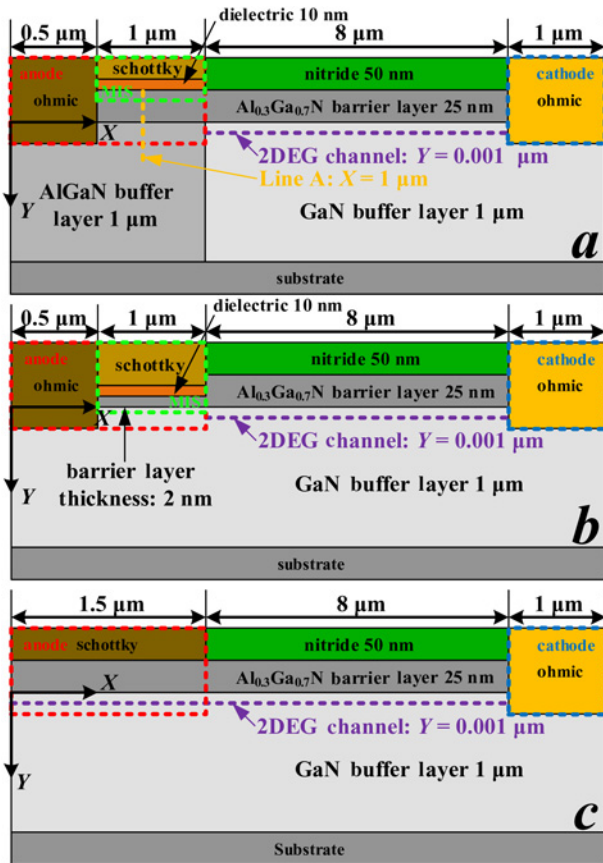 dielectric 10 nm
0.5 µm 1 µm 8 µm 1 µm
anode schottky nitride 50 nm cathode
ohmic MIS Al0.3Ga0.7N barrier layer 25 nm ohmic
X
2DEG channel: Y = 0.001 µm
Line A: X = 1 µm
AlGaN buffer
layer 1 µm
Y
GaN buffer layer 1 µm
a
substrate
dielectric 10 nm
0.5 µm 1 µm 8 µm 1 µm
anode schottky nitride 50 nm cathode
ohmic Al0.3Ga0.7N barrier layer 25 nm ohmic
MIS
X
2DEG channel: Y = 0.001 µm
barrier layer
thickness: 2 nm
Y
GaN buffer layer 1 µm
b
substrate
1.5 µm 8 µm 1 µm
anode schottky nitride 50 nm cathode
Al0.3Ga0.7N barrier layer 25 nm ohmic
X
2DEG channel: Y = 0.001 µm
Y
GaN buffer layer 1 µm
c
Substrate